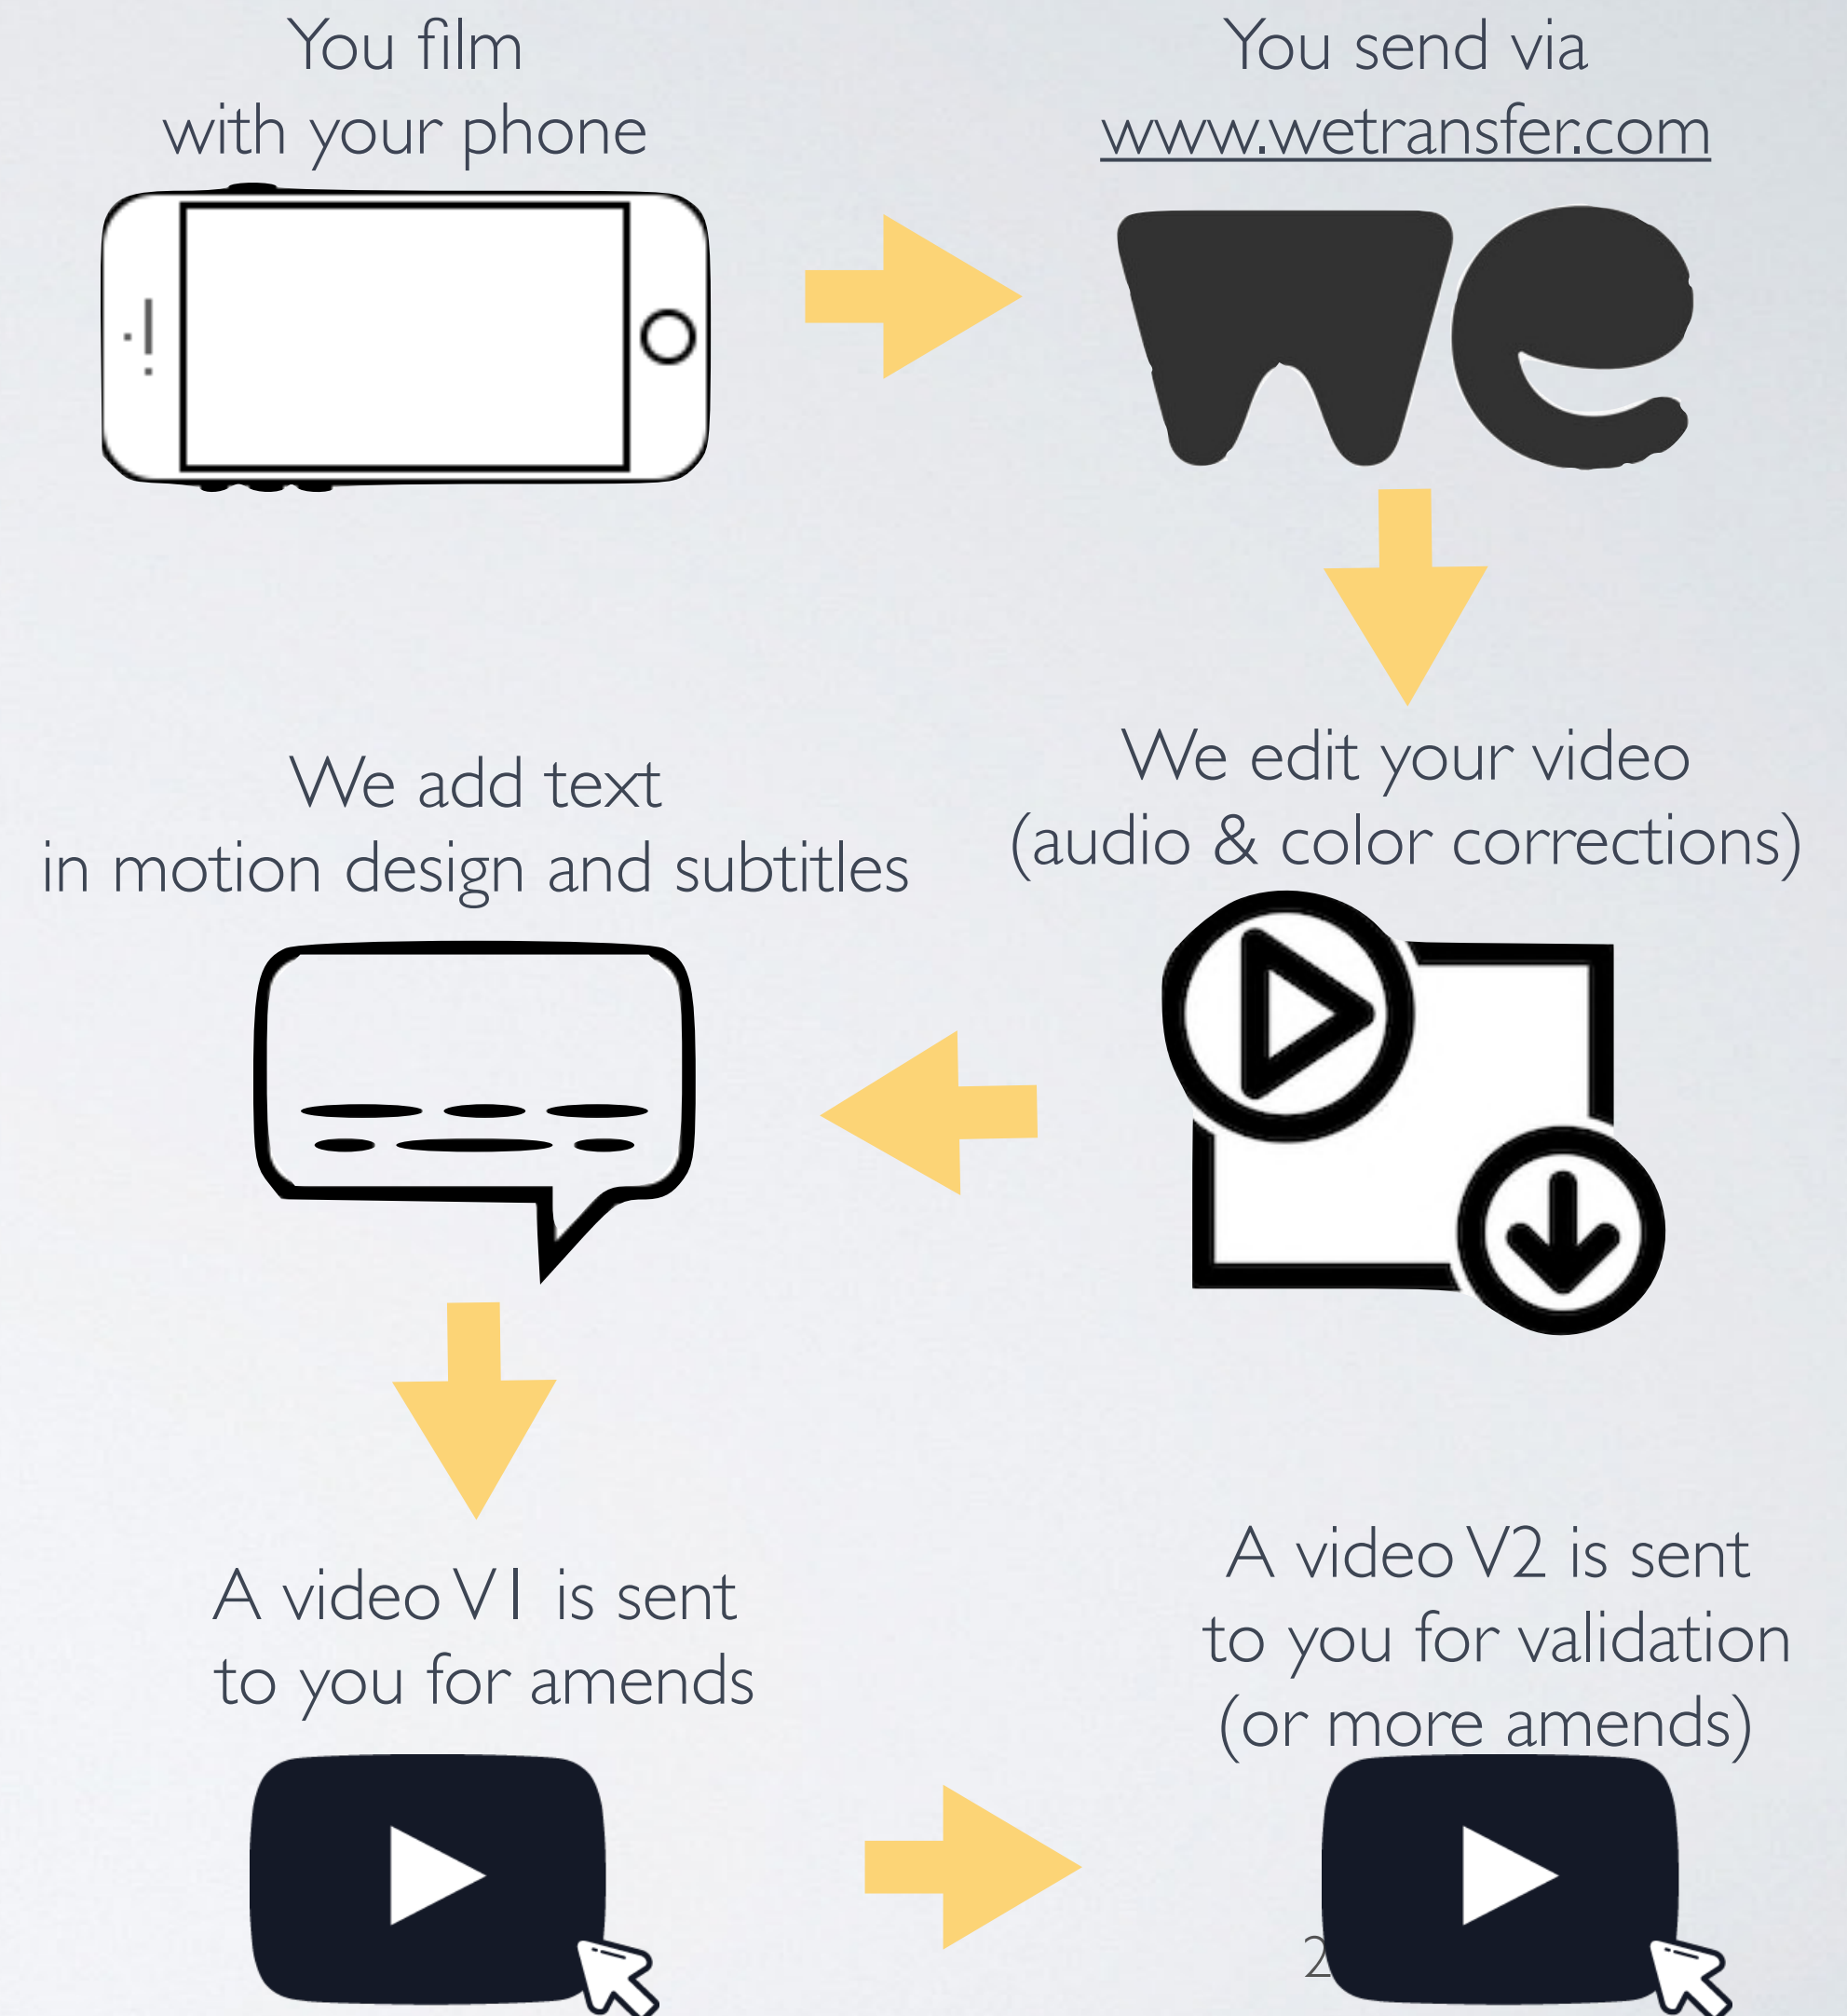 You film
with your phone
You send via
www.wetransfer.com
we
We edit your video
(audio & color corrections)
We add text
in motion design and subtitles
A video V1 is sent
to you for amends
A video V2 is sent
to you for validation
(or more amends)
2